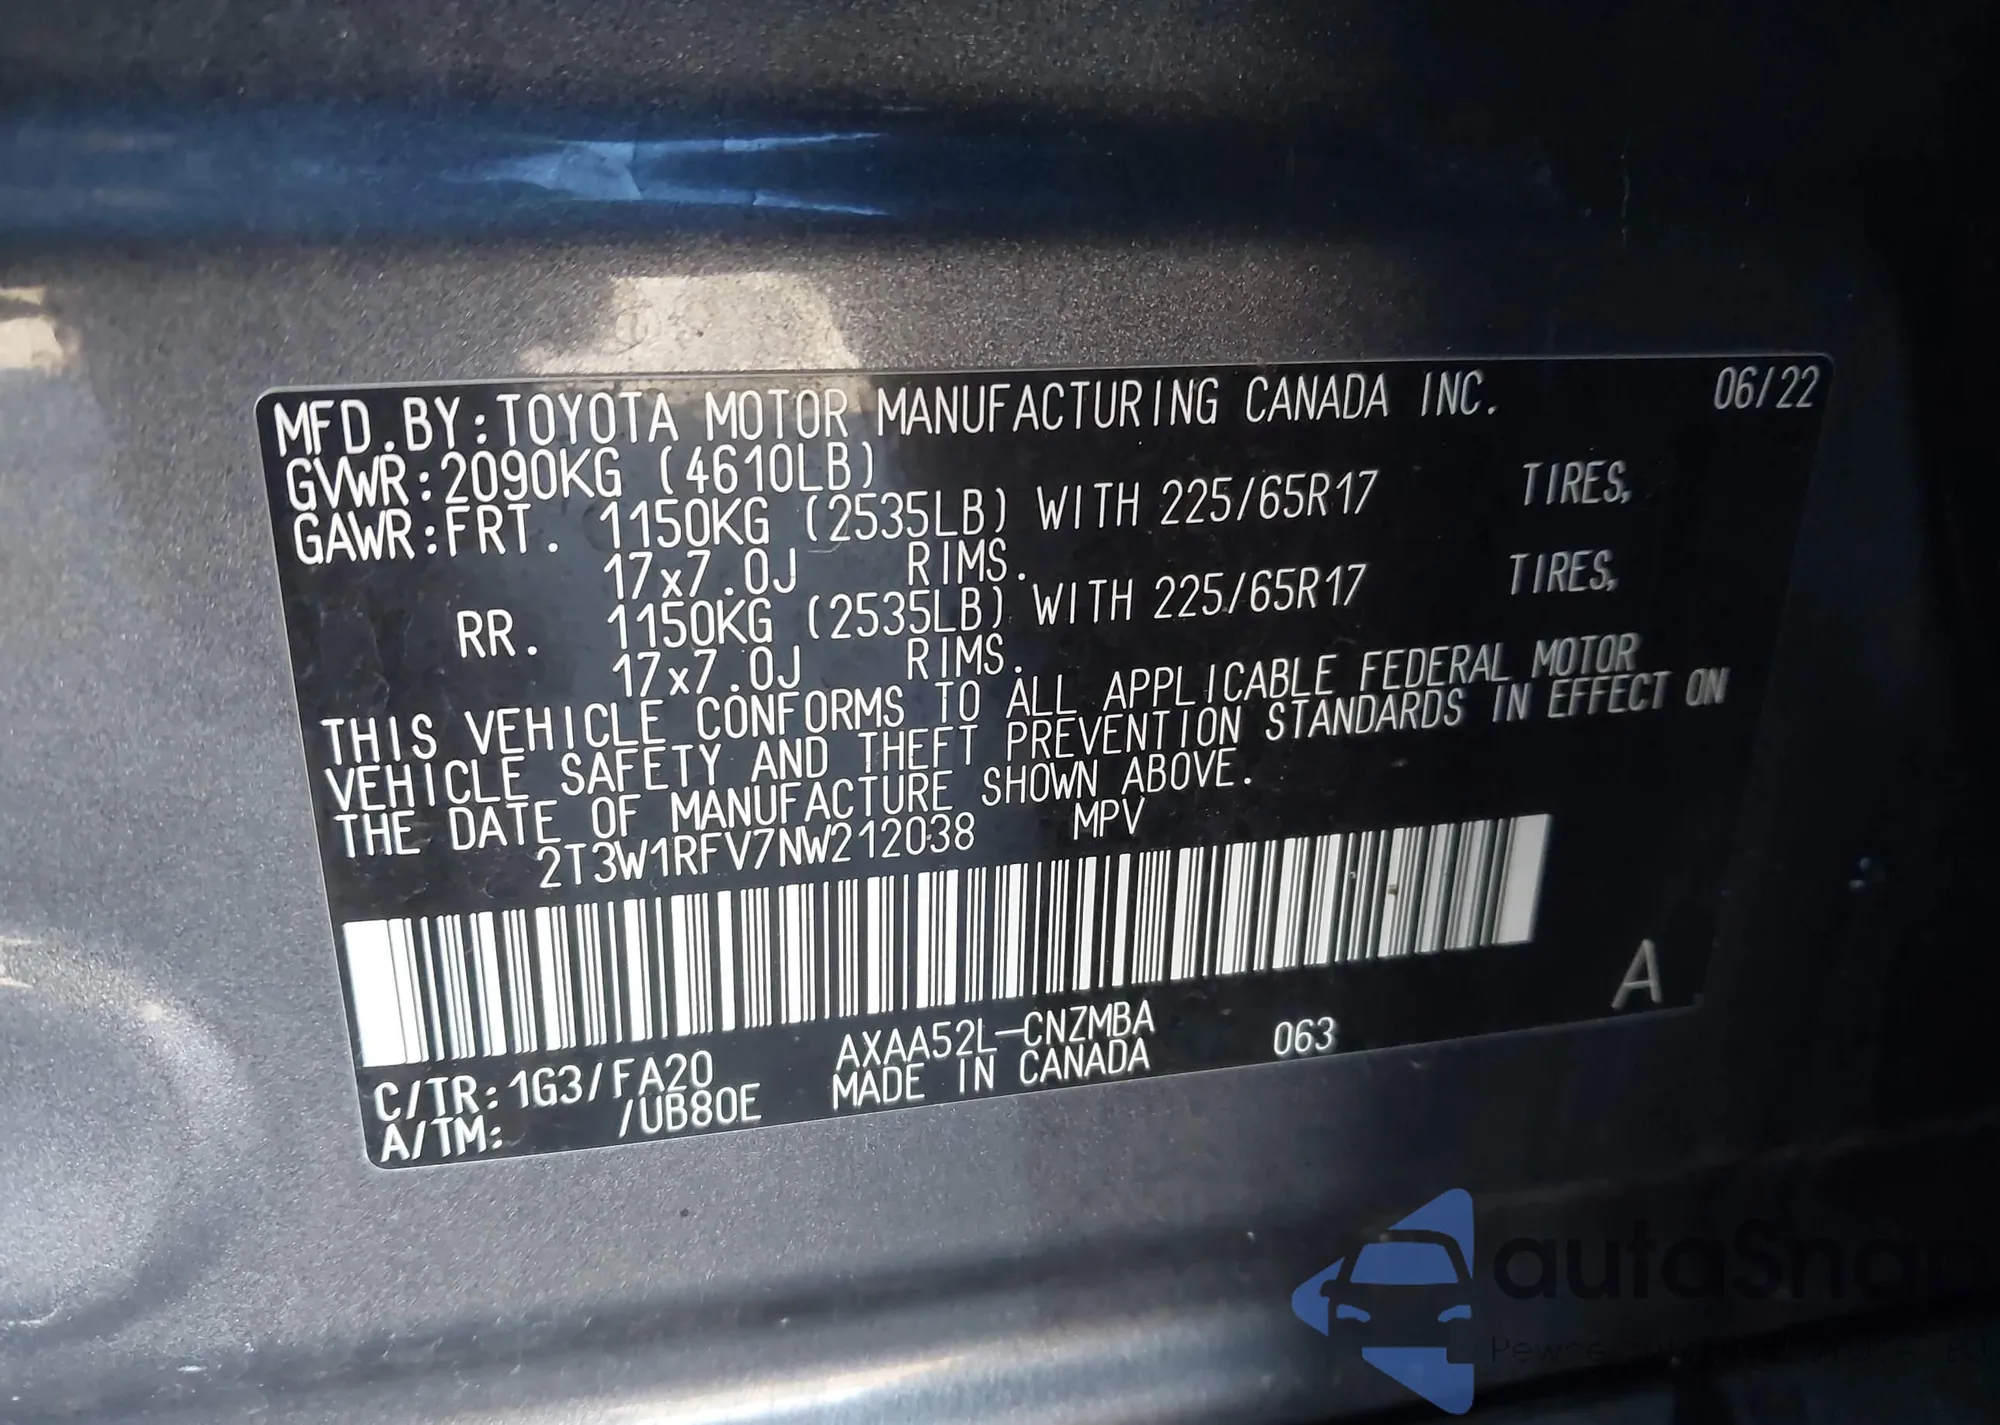 MFD.BY:TOYOTA MOTOR MANUFACTURING CANADA INC. 06/22
GVWR:2090KG (4610LB)
GAWR:FRT. 1150KG (2535LB) WITH 225/65R17 TIRES,
17x7.0J RIMS.
RR. 1150KG (2535LB) WITH 225/65R17 TIRES,
17x7.0J RIMS.
THIS VEHICLE CONFORMS TO ALL APPLICABLE FEDERAL MOTOR
VEHICLE SAFETY AND THEFT PREVENTION STANDARDS IN EFFECT ON
THE DATE OF MANUFACTURE SHOWN ABOVE.
2T3W1RFV7NW212038 MPV
A
C/TR:1G3/FA20 AXAA52L-CNZMBA 063
A/TM: /UB80E MADE IN CANADA
autaSnap